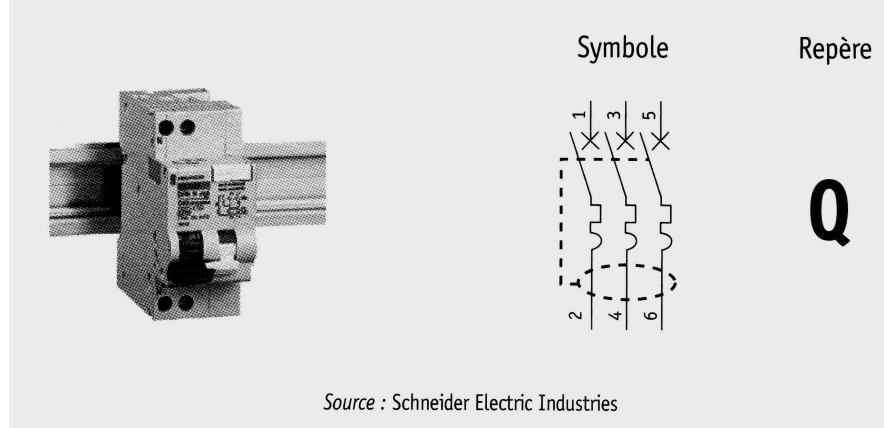 Symbole
Repère
1 3 5
Q
2 4 6
N
Source : Schneider Electric Industries